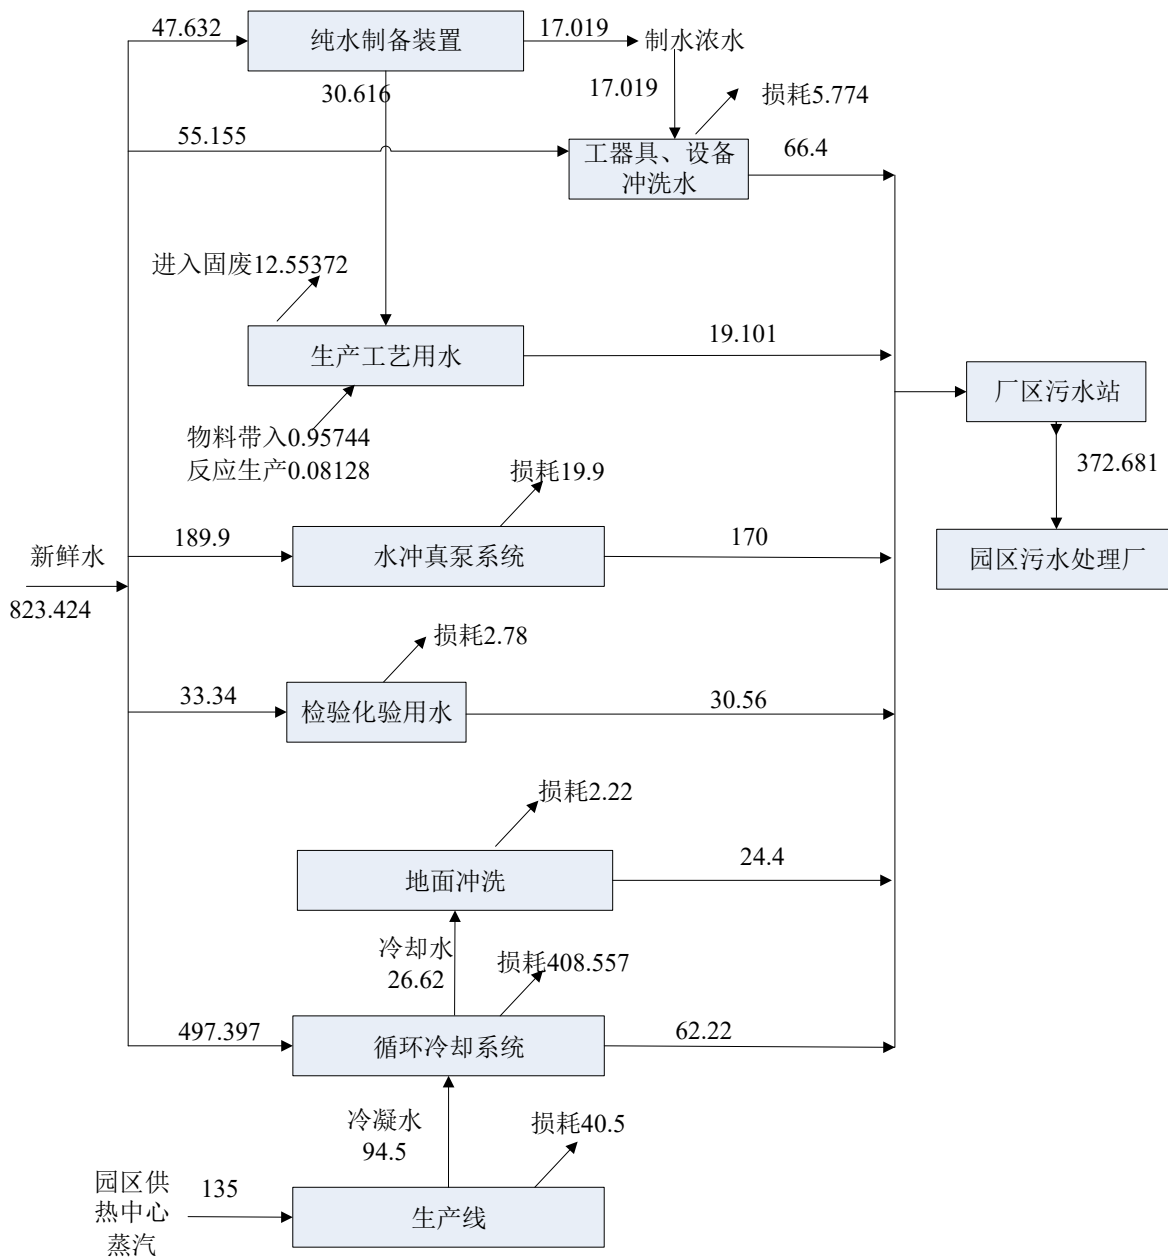 47.632
纯水制备装置
17.019
制水浓水
30.616
17.019
损耗5.774
55.155
工器具、设备
冲洗水
66.4
进入固废12.55372
生产工艺用水
19.101
厂区污水站
物料带入0.95744
反应生产0.08128
372.681
损耗19.9
新鲜水
823.424
189.9
水冲真泵系统
170
园区污水处理厂
损耗2.78
33.34
检验化验用水
30.56
损耗2.22
地面冲洗
24.4
冷却水
26.62
损耗408.557
497.397
循环冷却系统
62.22
冷凝水
94.5
损耗40.5
园区供
热中心
蒸汽
135
生产线